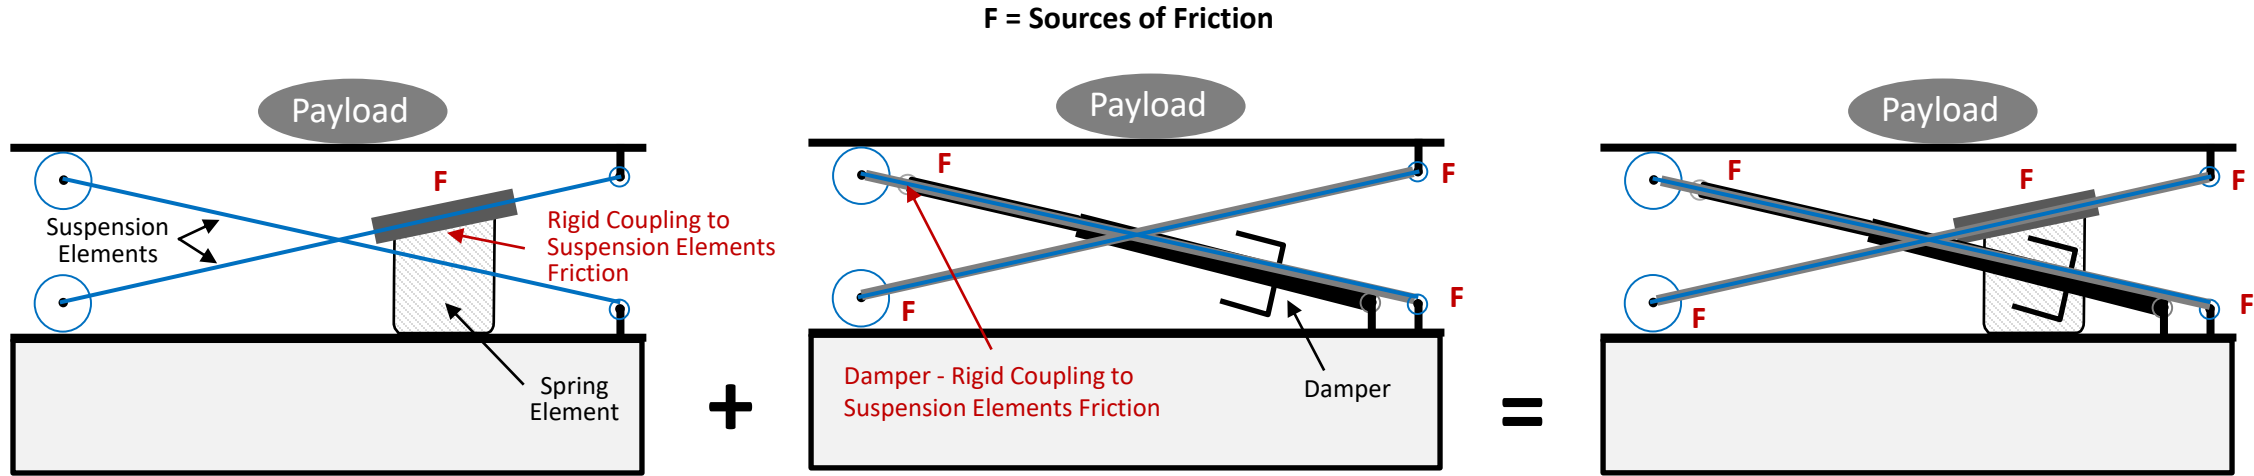 F = Sources of Friction
Payload
F
Suspension
Elements
Rigid Coupling to
Suspension Elements
Friction
Spring
Element
+
Payload
F
F
F
F
Damper - Rigid Coupling to
Suspension Elements Friction
Damper
=
Payload
F
F
F
F
F